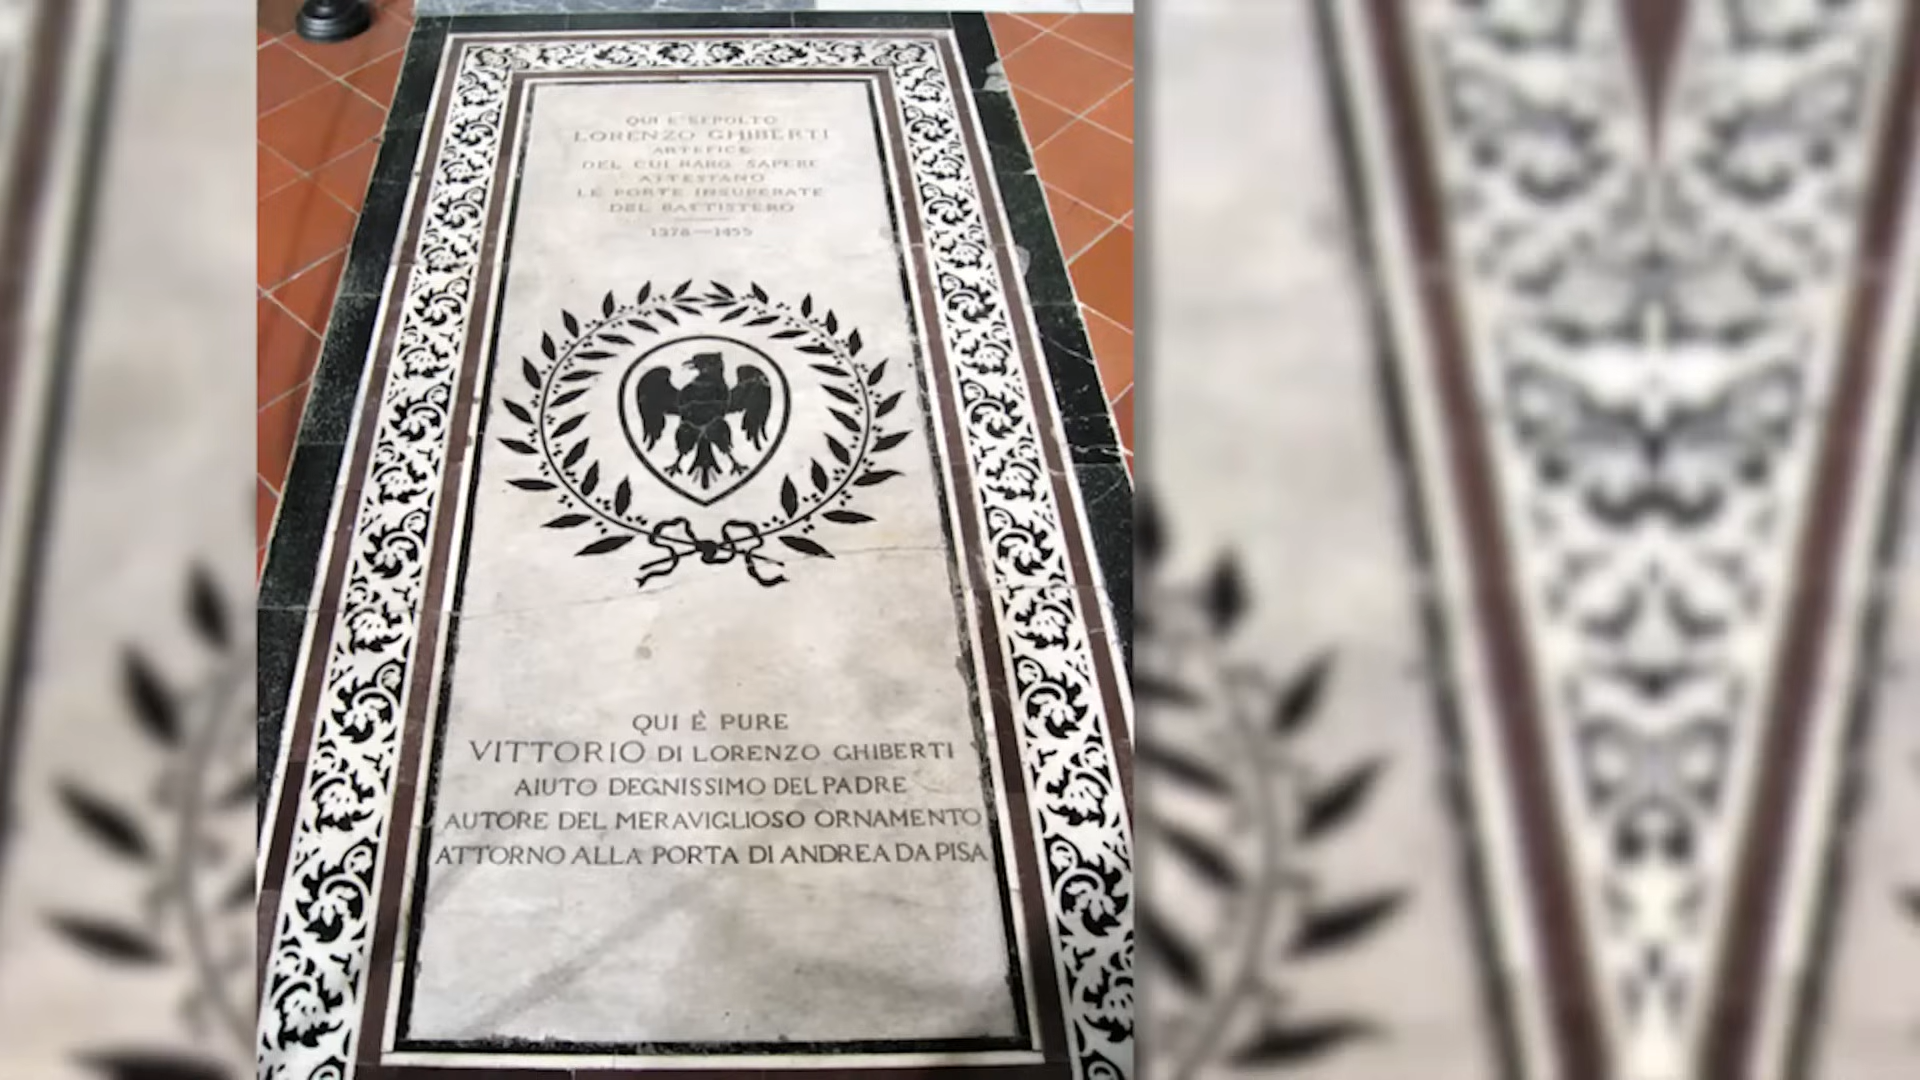 QUI E' SEPOLTO
LORENZO GHIBERTI
ARTEFICE
DEL CUI RARO SAPERE
ATTESTANO
LE PORTE INSUPERATE
DEL BATTISTERO
1378—1455
QUI È PURE
VITTORIO DI LORENZO GHIBERTI
AIUTO DEGNISSIMO DEL PADRE
AUTORE DEL MERAVIGLIOSO ORNAMENTO
ATTORNO ALLA PORTA DI ANDREA DA PISA